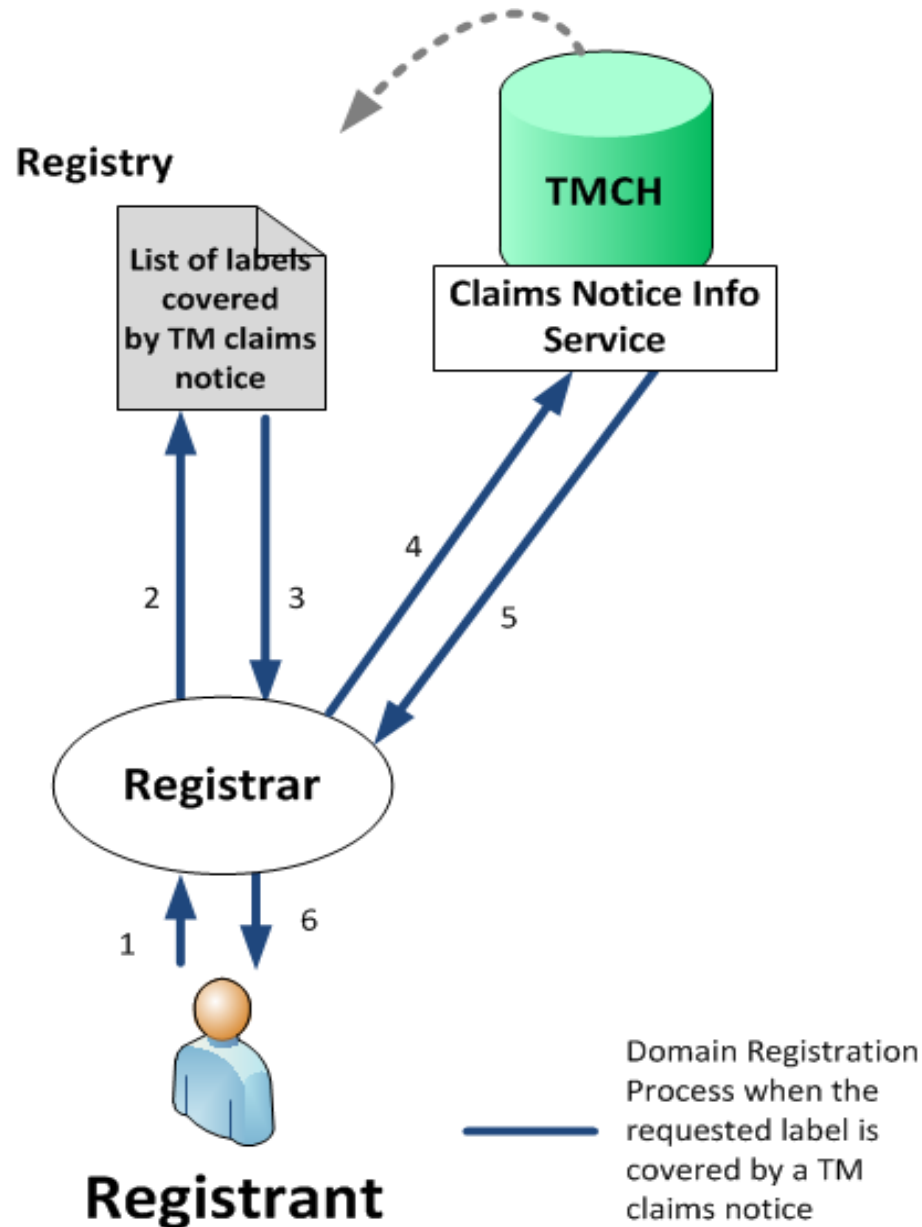 Registry
TMCH
List of labels
covered
by TM claims
notice
Claims Notice Info
Service
2
3
4
5
Registrar
1
6
Registrant
Domain Registration
Process when the
requested label is
covered by a TM
claims notice